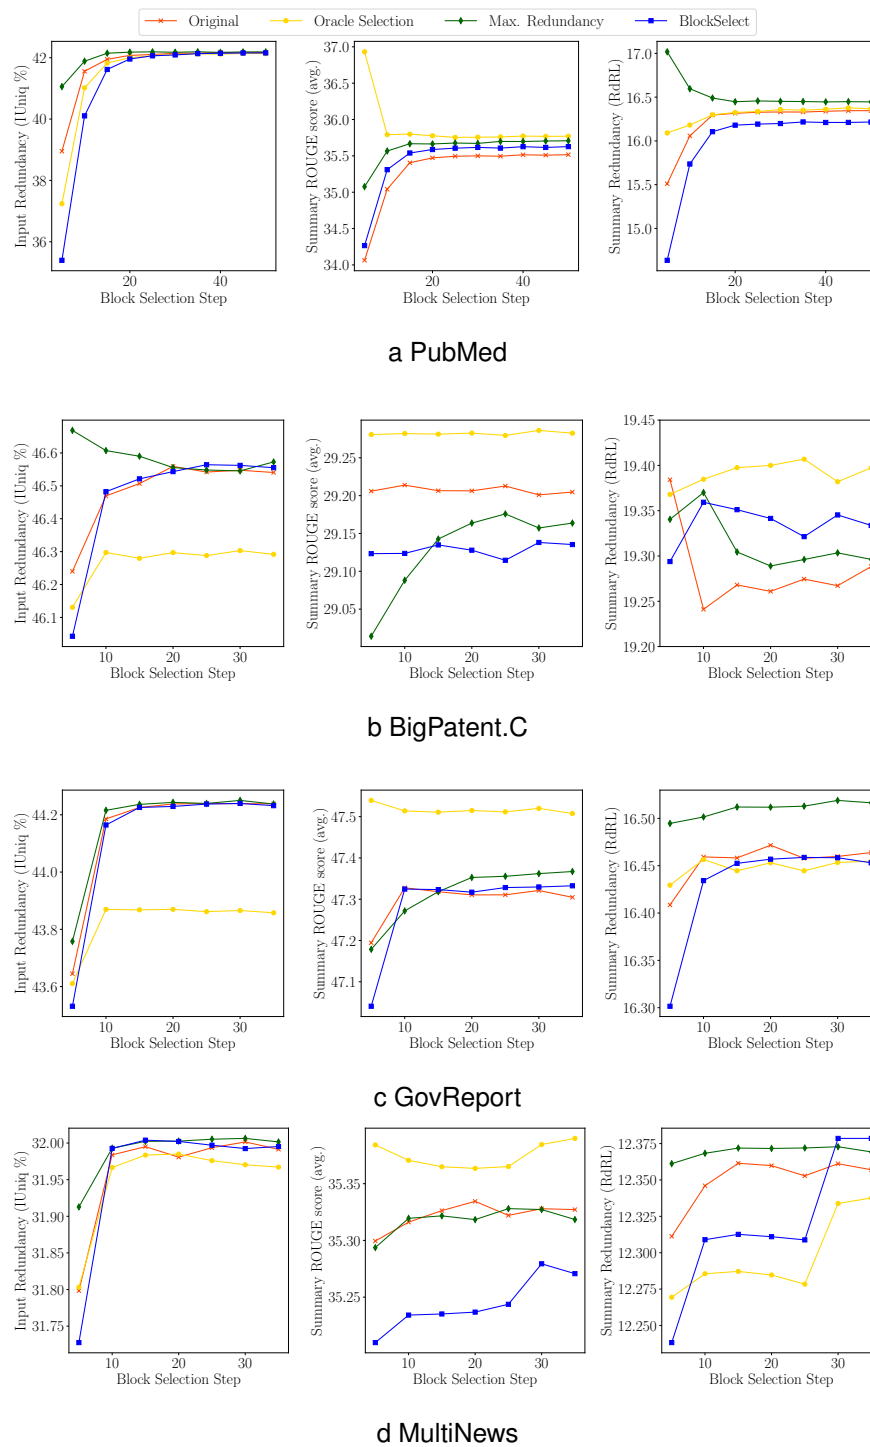 Original Oracle Selection Max. Redundancy BlockSelect
Input Redundancy (IUniq %)
42
40
38
36
20 40
Block Selection Step
Summary ROUGE score (avg.)
37.0
36.5
36.0
35.5
35.0
34.5
34.0
20 40
Block Selection Step
Summary Redundancy (RdRL)
17.0
16.5
16.0
15.5
15.0
20 40
Block Selection Step
a PubMed
Input Redundancy (IUniq %)
46.6
46.5
46.4
46.3
46.2
46.1
10 20 30
Block Selection Step
Summary ROUGE score (avg.)
29.25
29.20
29.15
29.10
29.05
10 20 30
Block Selection Step
Summary Redundancy (RdRL)
19.45
19.40
19.35
19.30
19.25
19.20
10 20 30
Block Selection Step
b BigPatent.C
Input Redundancy (IUniq %)
44.2
44.0
43.8
43.6
10 20 30
Block Selection Step
Summary ROUGE score (avg.)
47.5
47.4
47.3
47.2
47.1
10 20 30
Block Selection Step
Summary Redundancy (RdRL)
16.50
16.45
16.40
16.35
16.30
10 20 30
Block Selection Step
c GovReport
Input Redundancy (IUniq %)
32.00
31.95
31.90
31.85
31.80
31.75
10 20 30
Block Selection Step
Summary ROUGE score (avg.)
35.35
35.30
35.25
10 20 30
Block Selection Step
Summary Redundancy (RdRL)
12.375
12.350
12.325
12.300
12.275
12.250
10 20 30
Block Selection Step
d MultiNews